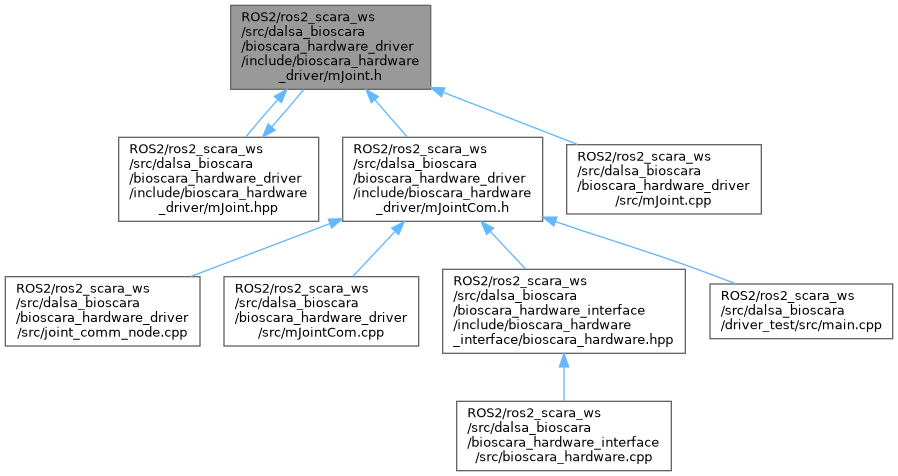 ROS2/ros2_scara_ws
/src/dalsa_bioscara
/bioscara_hardware_driver
/include/bioscara_hardware
_driver/mJoint.h
ROS2/ros2_scara_ws
/src/dalsa_bioscara
/bioscara_hardware_driver
/include/bioscara_hardware
_driver/mJoint.hpp
ROS2/ros2_scara_ws
/src/dalsa_bioscara
/bioscara_hardware_driver
/include/bioscara_hardware
_driver/mJointCom.h
ROS2/ros2_scara_ws
/src/dalsa_bioscara
/bioscara_hardware_driver
/src/mJoint.cpp
ROS2/ros2_scara_ws
/src/dalsa_bioscara
/bioscara_hardware_driver
/src/joint_comm_node.cpp
ROS2/ros2_scara_ws
/src/dalsa_bioscara
/bioscara_hardware_driver
/src/mJointCom.cpp
ROS2/ros2_scara_ws
/src/dalsa_bioscara
/bioscara_hardware_interface
/include/bioscara_hardware
_interface/bioscara_hardware.hpp
ROS2/ros2_scara_ws
/src/dalsa_bioscara
/driver_test/src/main.cpp
ROS2/ros2_scara_ws
/src/dalsa_bioscara
/bioscara_hardware_interface
/src/bioscara_hardware.cpp